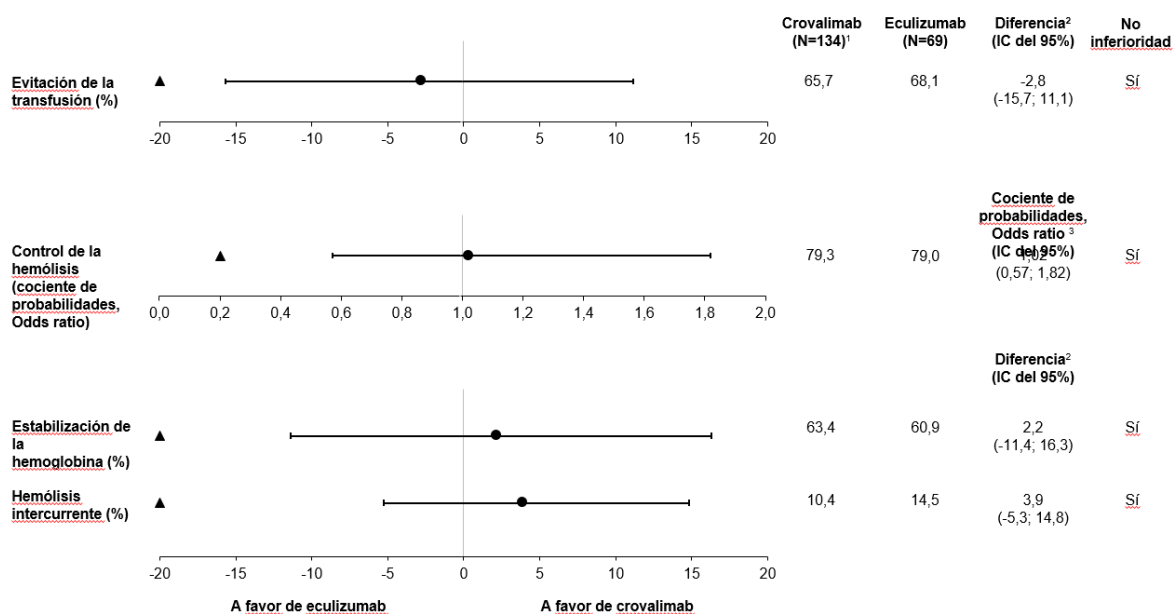 Crovalimab
(N=134)¹
Eculizumab
(N=69)
Diferencia²
(IC del 95%)
No
inferioridad
Evitación de la
transfusión (%)
65,7
68,1
-2,8
(-15,7; 11,1)
Sí
-20 -15 -10 -5 0 5 10 15 20
Cociente de
probabilidades,
Odds ratio ³
(IC del 95%)
Control de la
hemólisis
(cociente de
probabilidades,
Odds ratio)
79,3
79,0
1,02
(0,57; 1,82)
Sí
0,0 0,2 0,4 0,6 0,8 1,0 1,2 1,4 1,6 1,8 2,0
Diferencia²
(IC del 95%)
Estabilización de
la
hemoglobina (%)
63,4
60,9
2,2
(-11,4; 16,3)
Sí
Hemólisis
intercurrente (%)
10,4
14,5
3,9
(-5,3; 14,8)
Sí
-20 -15 -10 -5 0 5 10 15 20
A favor de eculizumab
A favor de crovalimab